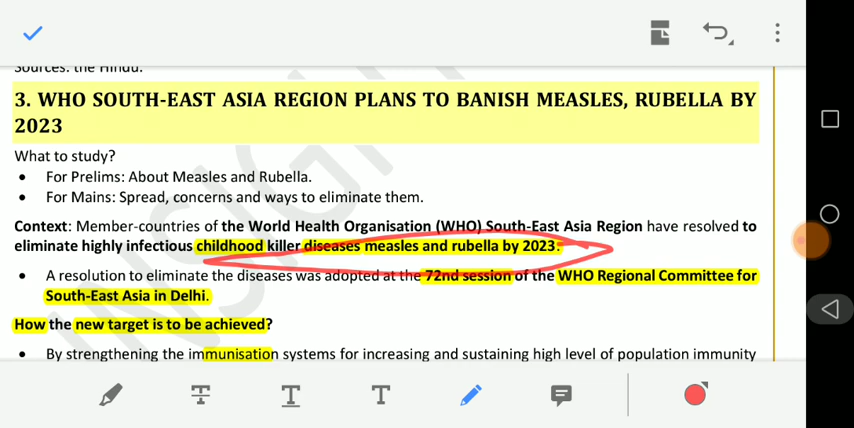 Sources: the Hindu.
3. WHO SOUTH-EAST ASIA REGION PLANS TO BANISH MEASLES, RUBELLA BY
2023
What to study?
• For Prelims: About Measles and Rubella.
• For Mains: Spread, concerns and ways to eliminate them.
Context: Member-countries of the World Health Organisation (WHO) South-East Asia Region have resolved to
eliminate highly infectious childhood killer diseases measles and rubella by 2023.
• A resolution to eliminate the diseases was adopted at the 72nd session of the WHO Regional Committee for
South-East Asia in Delhi.
How the new target is to be achieved?
• By strengthening the immunisation systems for increasing and sustaining high level of population immunity